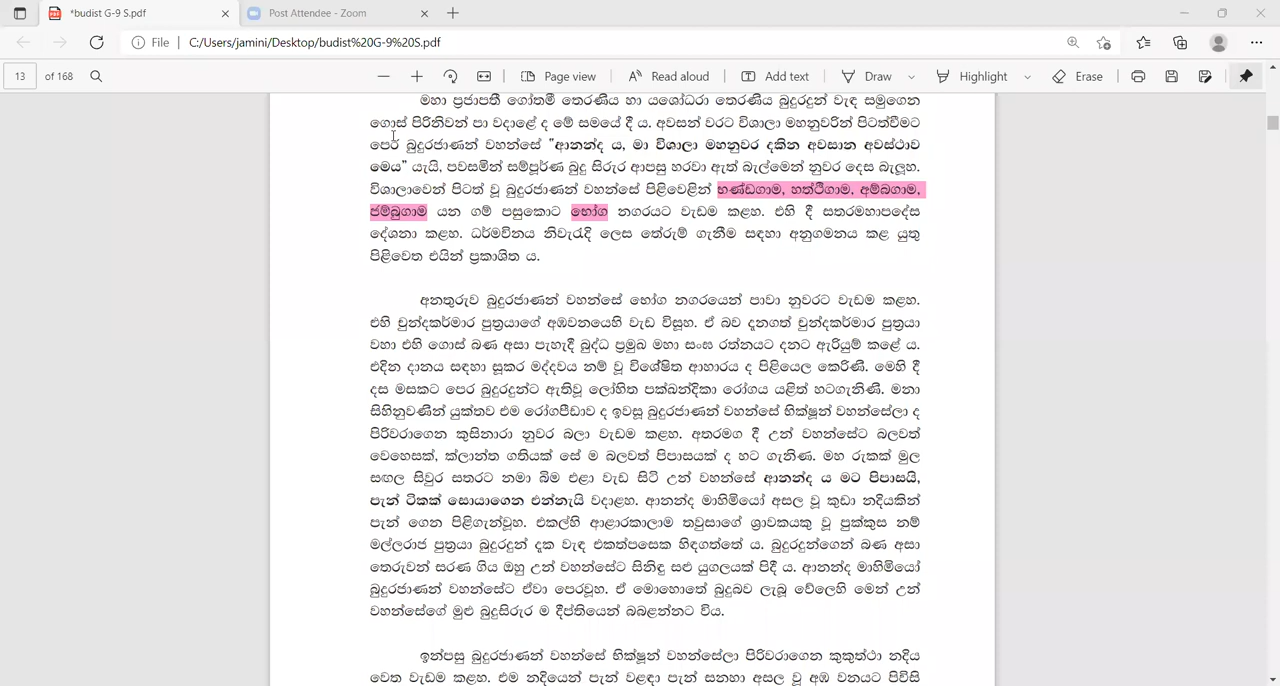 *budist G-9 S.pdf
Post Attendee - Zoom
File | C:/Users/jamini/Desktop/budist%20G-9%20S.pdf
13 of 168 Page view Read aloud Add text Draw Highlight Erase
මහා ප්‍රජාපතී ගෝතමී තෙරණිය හා යශෝධරා තෙරණිය බුදුරදුන් වැඳ සමුගෙන
ගොස් පිරිනිවන් පා වදාළේ ද මේ සමයේ දී ය. අවසන් වරට විශාලා මහනුවරින් පිටත්වීමට
පෙර බුදුරජාණන් වහන්සේ "ආනන්ද ය, මා විශාලා මහනුවර දකින අවසාන අවස්ථාව
මෙය" යැයි, පවසමින් සම්පූර්ණ බුදු සිරුර ආපසු හරවා ඇත් බැල්මෙන් නුවර දෙස බැලූහ.
විශාලාවෙන් පිටත් වූ බුදුරජාණන් වහන්සේ පිළිවෙළින් භණ්ඩගාම, හත්ථිගාම, අම්බගාම,
ජම්බුගාම යන ගම් පසුකොට භෝග නගරයට වැඩම කළහ. එහි දී සතරමහාපදේස
දේශනා කළහ. ධර්මවිනය නිවැරැදි ලෙස තේරුම් ගැනීම සඳහා අනුගමනය කළ යුතු
පිළිවෙත එයින් ප්‍රකාශිත ය.
අනතුරුව බුදුරජාණන් වහන්සේ භෝග නගරයෙන් පාවා නුවරට වැඩම කළහ.
එහි චුන්දකර්මාර පුත්‍රයාගේ අඹවනයෙහි වැඩ විසූහ. ඒ බව දැනගත් චුන්දකර්මාර පුත්‍රයා
වහා එහි ගොස් බණ අසා පැහැදී බුද්ධ ප්‍රමුඛ මහා සංඝ රත්නයට දනට ඇරියුම් කළේ ය.
එදින දානය සඳහා සූකර මද්දවය නම් වූ විශේෂිත ආහාරය ද පිළියෙල කෙරිණි. මෙහි දී
දස මසකට පෙර බුදුරදුන්ට ඇතිවූ ලෝහිත පක්ඛන්දිකා රෝගය යළිත් හටගැනිණි. මනා
සිහිනුවණින් යුක්තව එම රෝගපීඩාව ද ඉවසූ බුදුරජාණන් වහන්සේ භික්ෂූන් වහන්සේලා ද
පිරිවරාගෙන කුසිනාරා නුවර බලා වැඩම කළහ. අතරමග දී උන් වහන්සේට බලවත්
වෙහෙසක්, ක්ලාන්ත ගතියක් සේ ම බලවත් පිපාසයක් ද හට ගැනිණ. මහ රුකක් මුල
සඟල සිවුර සතරට නමා බිම එළා වැඩ සිටි උන් වහන්සේ ආනන්ද ය මට පිපාසයි,
පැන් ටිකක් සොයාගෙන එන්නැයි වදාළහ. ආනන්ද මාහිමියෝ අසල වූ කුඩා නදියකින්
පැන් ගෙන පිළිගැන්වූහ. එකල්හි ආළාරකාලාම තවුසාගේ ශ්‍රාවකයකු වූ පුක්කුස නම්
මල්ලරාජ පුත්‍රයා බුදුරදුන් දැක වැඳ එකත්පසෙක හිඳගත්තේ ය. බුදුරදුන්ගෙන් බණ අසා
තෙරුවන් සරණ ගිය ඔහු උන් වහන්සේට සිනිඳු සළු යුගලයක් පිදී ය. ආනන්ද මාහිමියෝ
බුදුරජාණන් වහන්සේට ඒවා පෙරවූහ. ඒ මොහොතේ බුදුබව ලැබූ වේලෙහි මෙන් උන්
වහන්සේගේ මුළු බුදුසිරුර ම දීප්තියෙන් බබළන්නට විය.
ඉන්පසු බුදුරජාණන් වහන්සේ භික්ෂූන් වහන්සේලා පිරිවරාගෙන කුකුත්ථා නදිය
වෙත වැඩම කළහ. එම නදියෙන් පැන් වළඳා පැන් සනහා අසල වූ අඹ වනයට පිවිසි